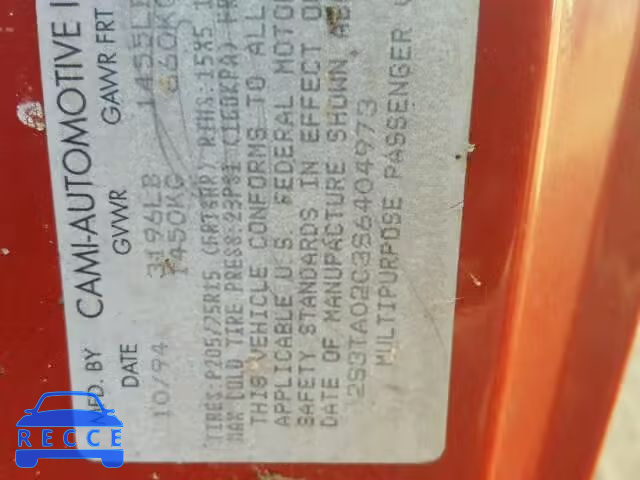 MFD. BY CAMI-AUTOMOTIVE I
DATE GVWR GAWR FRT
10/94 3196LB 1455LB
1450KG 660KG
TIRES: P205/75R15 RIMS: 15X5
MAX COLD TIRE PRESS: 23PSI (160KPA)
THIS VEHICLE CONFORMS TO ALL
APPLICABLE U.S. FEDERAL MOTOR
SAFETY STANDARDS IN EFFECT ON
DATE OF MANUFACTURE SHOWN AB
2S3TA02C3S6404973
MULTIPURPOSE PASSENGER
RECCE